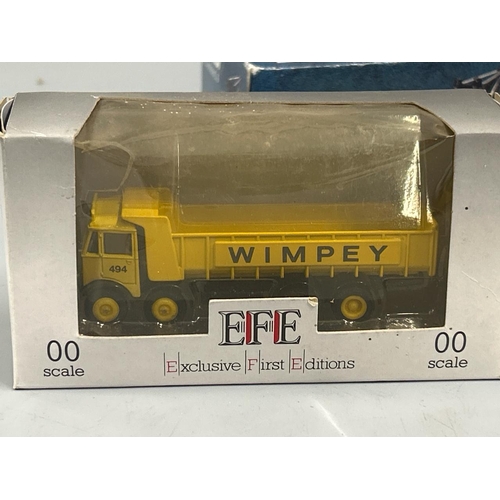 WIMPEY
494
EFE
00 scale
Exclusive First Editions
00 scale